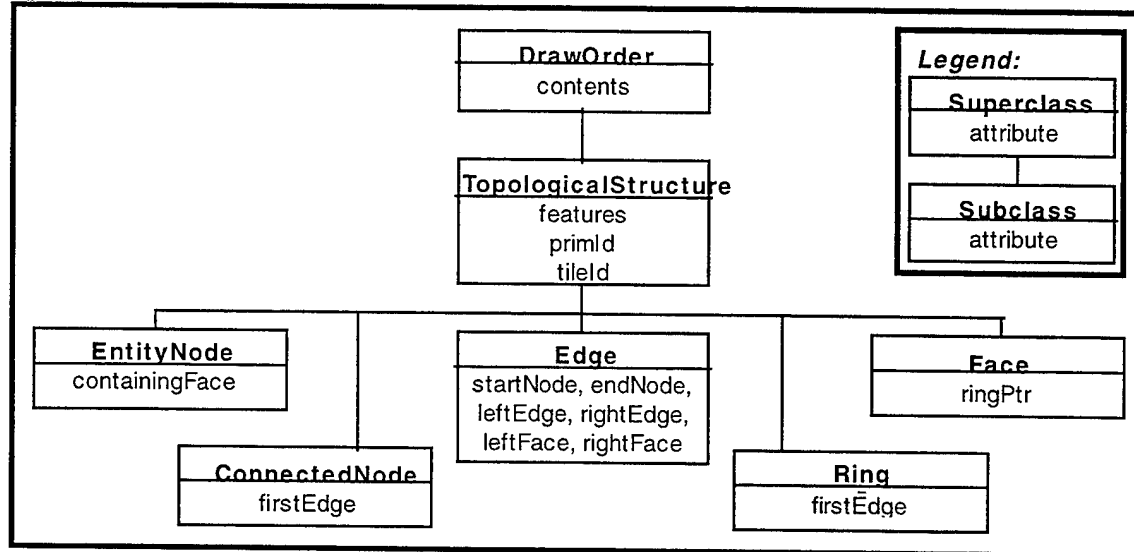 DrawOrder
contents
Legend:
Superclass
attribute
Subclass
attribute
TopologicalStructure
features
primId
tileId
EntityNode
containingFace
Edge
startNode, endNode,
leftEdge, rightEdge,
leftFace, rightFace
Face
ringPtr
ConnectedNode
firstEdge
Ring
firstEdge